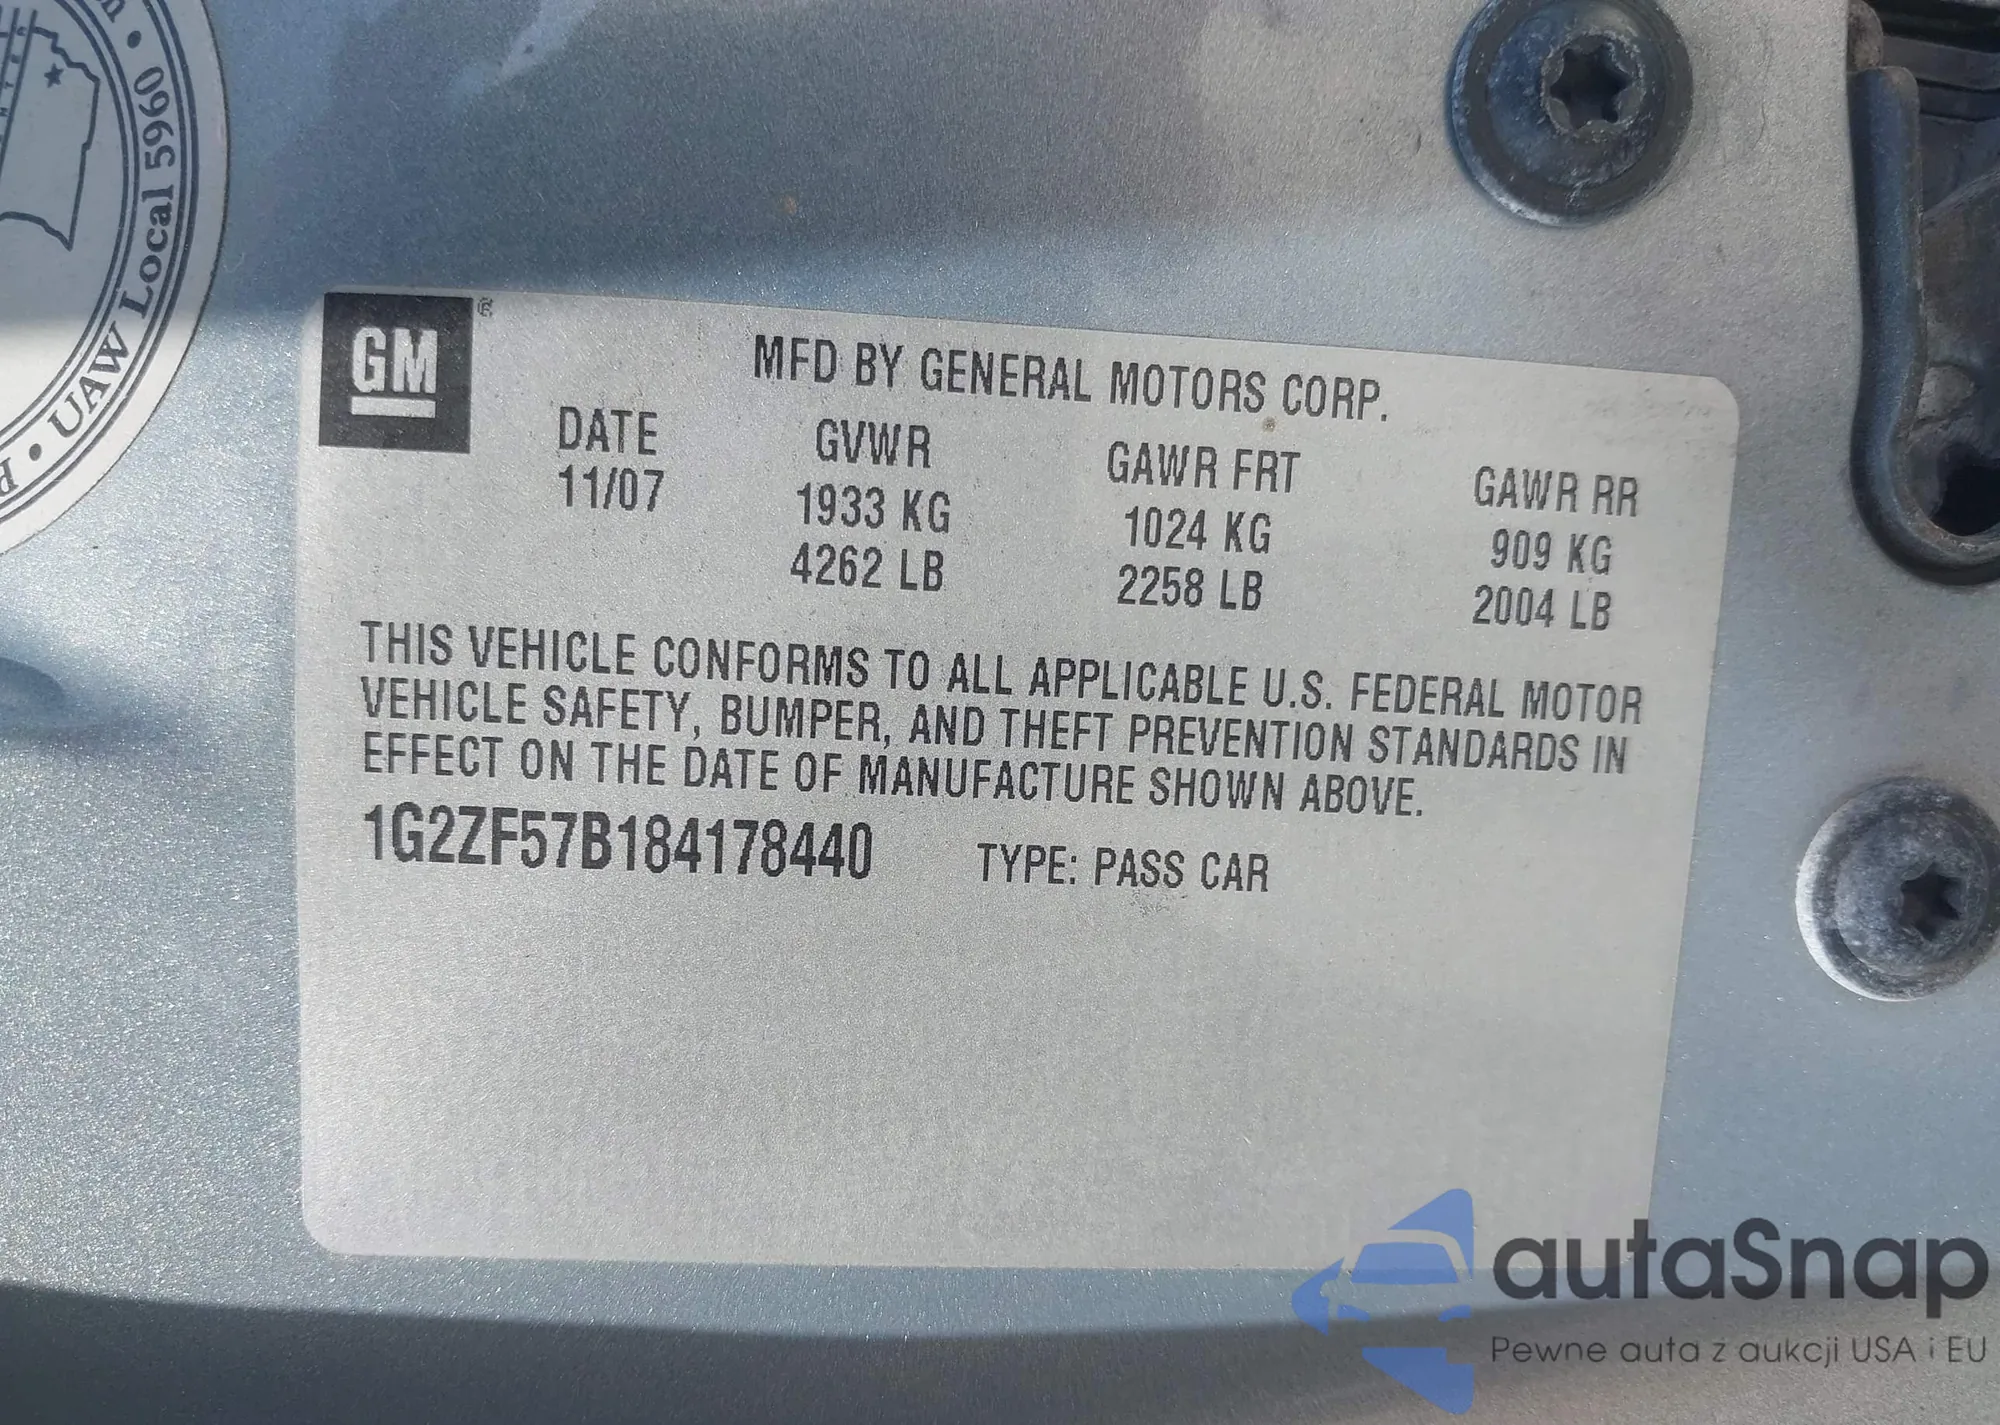 UAW Local 5960
GM
MFD BY GENERAL MOTORS CORP.
DATE GVWR GAWR FRT GAWR RR
11/07 1933 KG 1024 KG 909 KG
4262 LB 2258 LB 2004 LB
THIS VEHICLE CONFORMS TO ALL APPLICABLE U.S. FEDERAL MOTOR
VEHICLE SAFETY, BUMPER, AND THEFT PREVENTION STANDARDS IN
EFFECT ON THE DATE OF MANUFACTURE SHOWN ABOVE.
1G2ZF57B184178440 TYPE: PASS CAR
autaSnap
Pewne auta z aukcji USA i EU